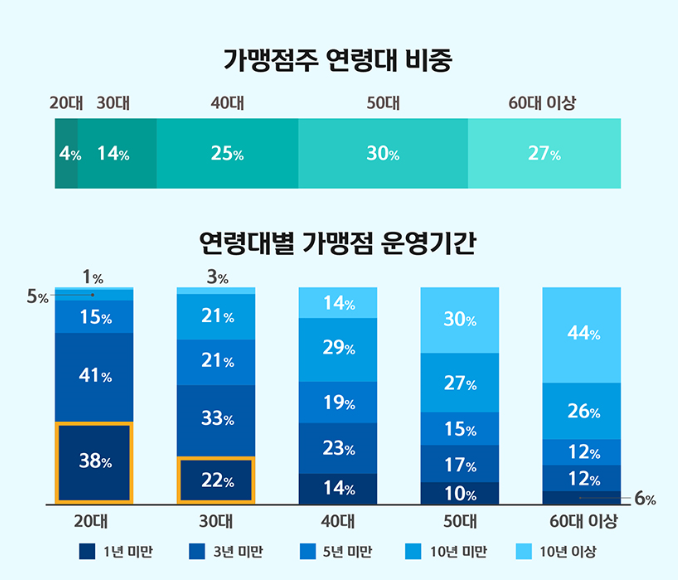 가맹점주 연령대 비중
20대 30대 40대 50대 60대 이상
4% 14% 25% 30% 27%
연령대별 가맹점 운영기간
1% 3%
5%
15% 21% 14% 30% 44%
41% 21% 29% 27% 26%
38% 33% 19% 15% 12%
22% 23% 17% 12%
14% 10% 6%
20대 30대 40대 50대 60대 이상
1년 미만 3년 미만 5년 미만 10년 미만 10년 이상